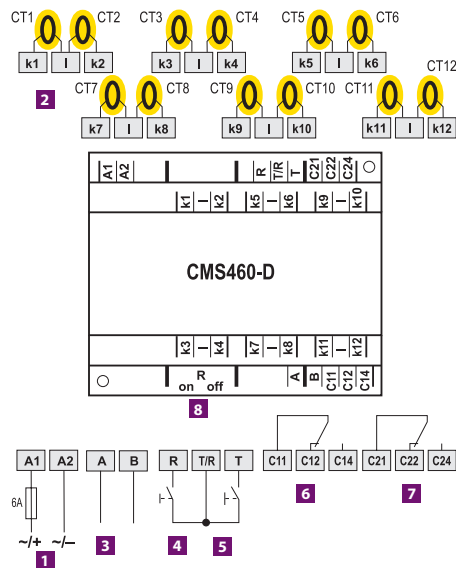 CT1 CT2 CT3 CT4 CT5 CT6
k1 I k2 k3 I k4 k5 I k6
2
CT7 CT8 CT9 CT10 CT11 CT12
k7 I k8 k9 I k10 k11 I k12
A1 A2 R T/R T C21 C22 C24
k1 I k2 k5 I k6 k9 I k10
CMS460-D
k3 I k4 k7 I k8 k11 I k12
R
on off
A B C11 C12 C14
8
A1 A2 A B R T/R T C11 C12 C14 C21 C22 C24
6A
6 7
~/+ ~/–
1 3 4 5